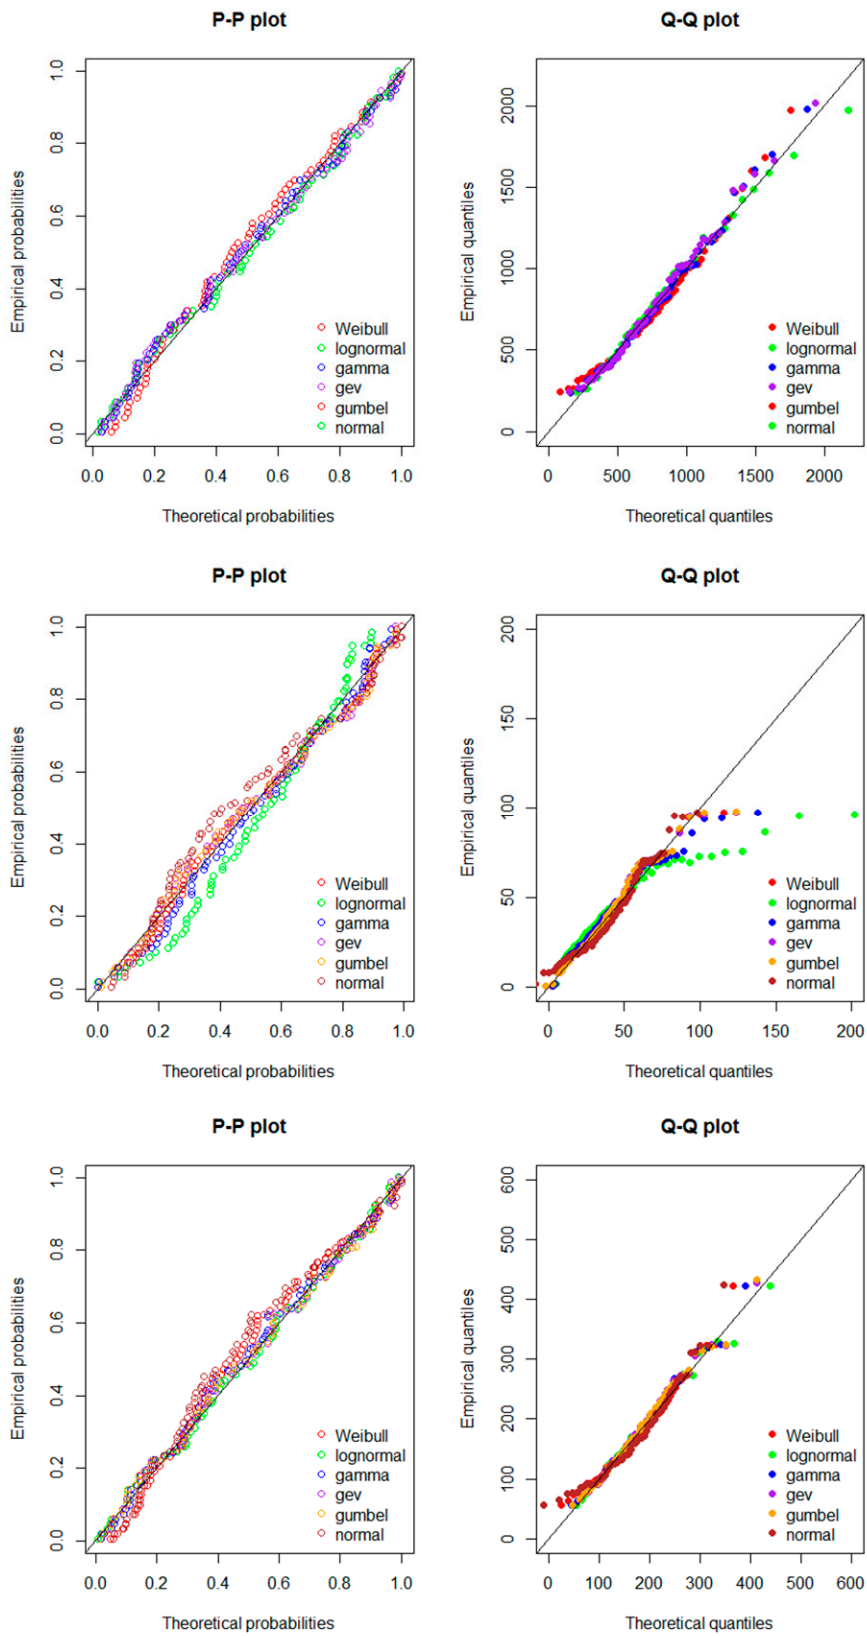 P-P plot
Q-Q plot
Empirical probabilities
0.0 0.2 0.4 0.6 0.8 1.0
Weibull
lognormal
gamma
gev
gumbel
normal
0.0 0.2 0.4 0.6 0.8 1.0
Theoretical probabilities
Empirical quantiles
0 500 1000 1500 2000
Weibull
lognormal
gamma
gev
gumbel
normal
0 500 1000 1500 2000
Theoretical quantiles
P-P plot
Q-Q plot
Empirical probabilities
0.0 0.2 0.4 0.6 0.8 1.0
Weibull
lognormal
gamma
gev
gumbel
normal
0.0 0.2 0.4 0.6 0.8 1.0
Theoretical probabilities
Empirical quantiles
0 50 100 150 200
Weibull
lognormal
gamma
gev
gumbel
normal
0 50 100 150 200
Theoretical quantiles
P-P plot
Q-Q plot
Empirical probabilities
0.0 0.2 0.4 0.6 0.8 1.0
Weibull
lognormal
gamma
gev
gumbel
normal
0.0 0.2 0.4 0.6 0.8 1.0
Theoretical probabilities
Empirical quantiles
0 100 200 300 400 500 600
Weibull
lognormal
gamma
gev
gumbel
normal
0 100 200 300 400 500 600
Theoretical quantiles